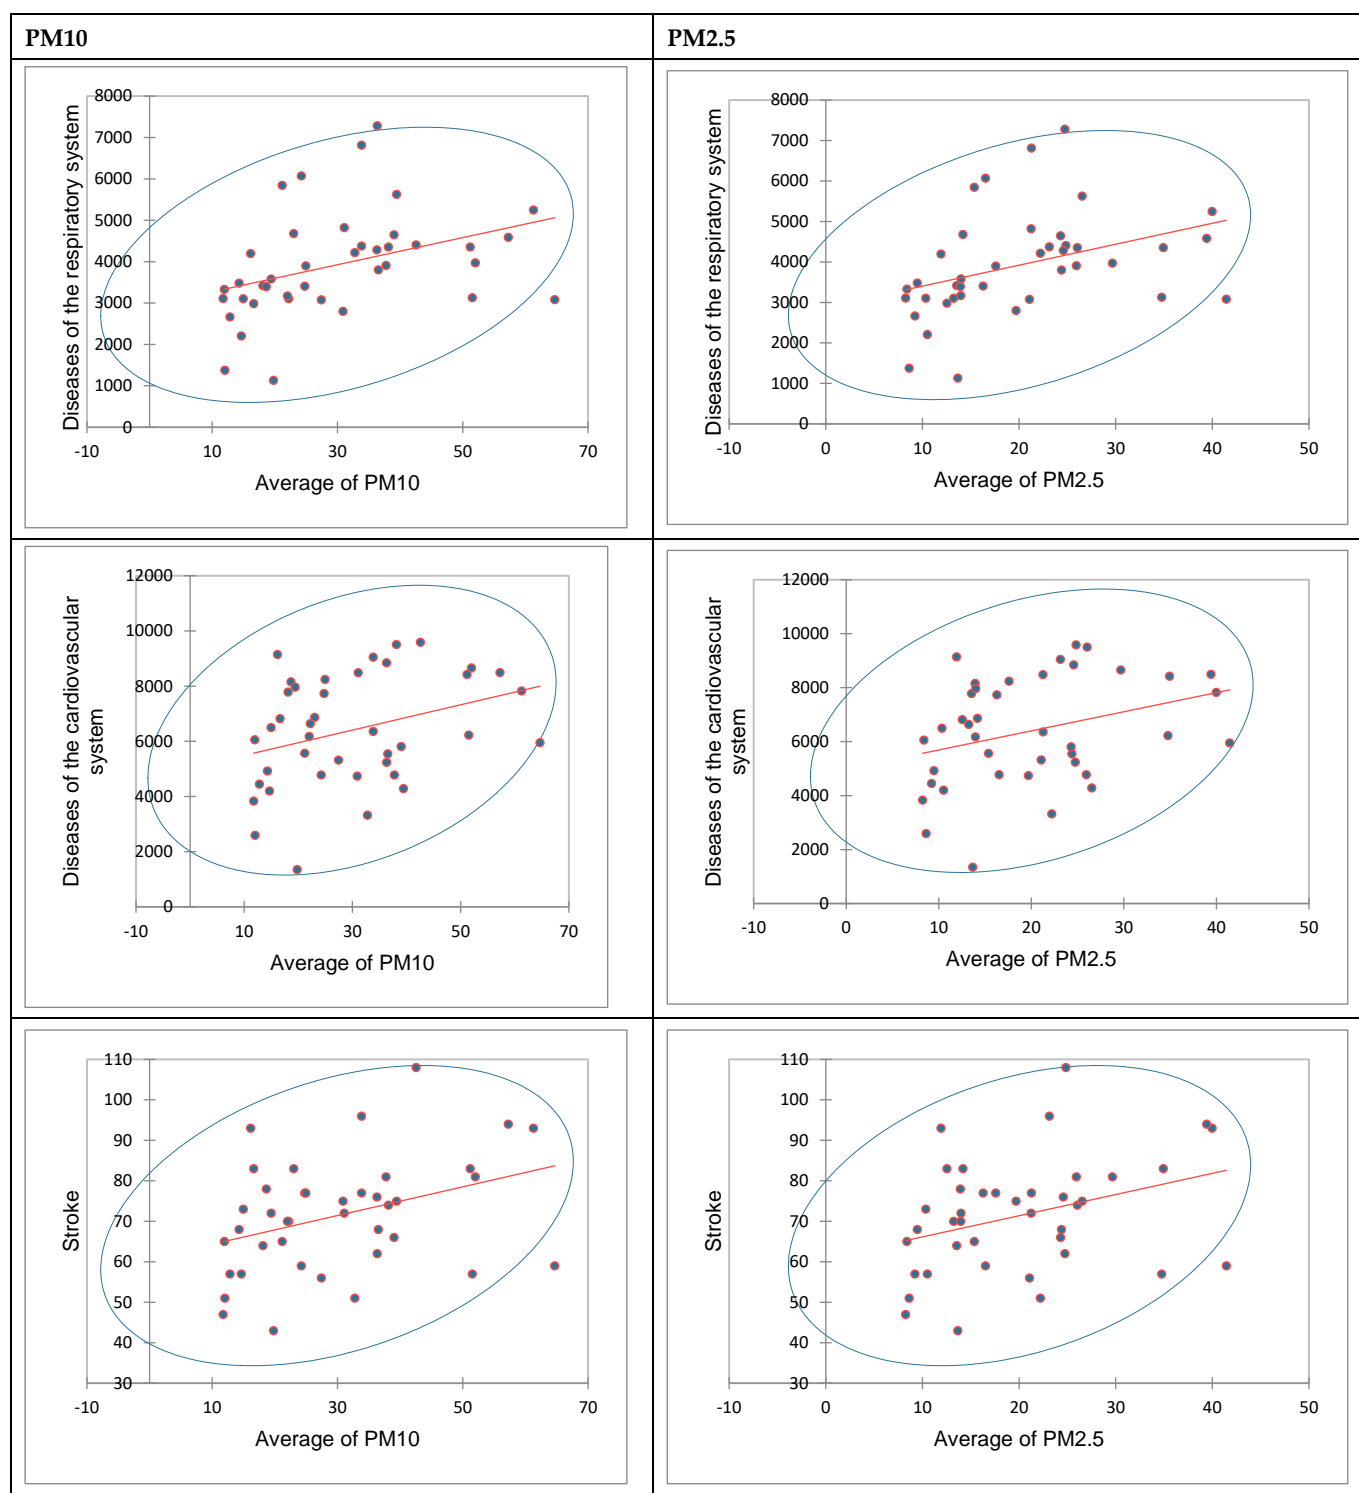 PM10
PM2.5
Diseases of the respiratory system
8000
7000
6000
5000
4000
3000
2000
1000
0
-10 10 30 50 70
Average of PM10
Diseases of the respiratory system
8000
7000
6000
5000
4000
3000
2000
1000
0
-10 0 10 20 30 40 50
Average of PM2.5
Diseases of the cardiovascular
system
12000
10000
8000
6000
4000
2000
0
-10 10 30 50 70
Average of PM10
Diseases of the cardiovascular
system
12000
10000
8000
6000
4000
2000
0
-10 0 10 20 30 40 50
Average of PM2.5
Stroke
110
100
90
80
70
60
50
40
30
-10 10 30 50 70
Average of PM10
Stroke
110
100
90
80
70
60
50
40
30
-10 0 10 20 30 40 50
Average of PM2.5